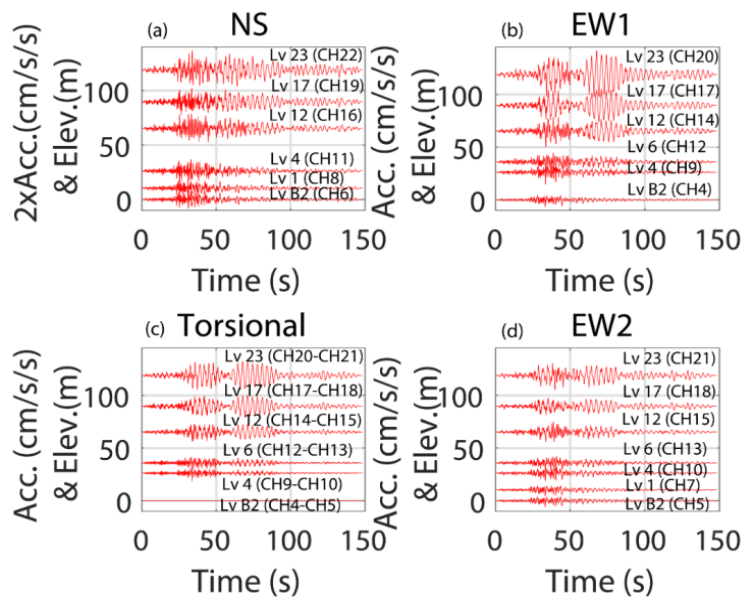 (a) NS
2xAcc.(cm/s/s)
& Elev.(m)
100
50
0
Lv 23 (CH22)
Lv 17 (CH19)
Lv 12 (CH16)
Lv 4 (CH11)
Lv 1 (CH8)
Lv B2 (CH6)
0 50 100 150
Time (s)
(b) EW1
Acc. (cm/s/s)
& Elev.(m)
100
50
0
Lv 23 (CH20)
Lv 17 (CH17)
Lv 12 (CH14)
Lv 6 (CH12
Lv 4 (CH9)
Lv B2 (CH4)
0 50 100 150
Time (s)
(c) Torsional
Acc. (cm/s/s)
& Elev.(m)
100
50
0
Lv 23 (CH20-CH21)
Lv 17 (CH17-CH18)
Lv 12 (CH14-CH15)
Lv 6 (CH12-CH13)
Lv 4 (CH9-CH10)
Lv B2 (CH4-CH5)
0 50 100 150
Time (s)
(d) EW2
Acc. (cm/s/s)
& Elev.(m)
100
50
0
Lv 23 (CH21)
Lv 17 (CH18)
Lv 12 (CH15)
Lv 6 (CH13)
Lv 4 (CH10)
Lv 1 (CH7)
Lv B2 (CH5)
0 50 100 150
Time (s)